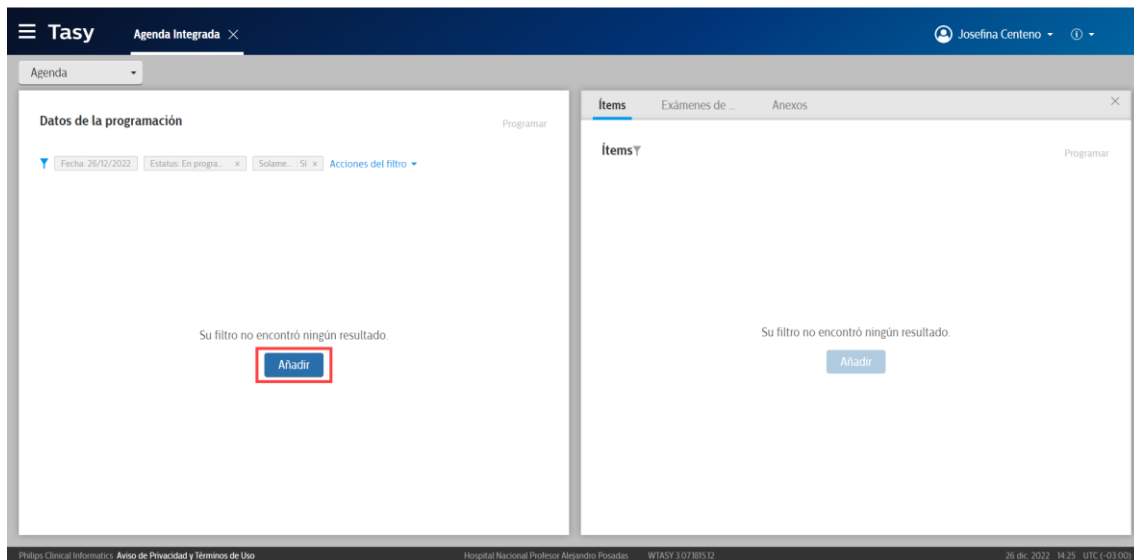 Tasy
Agenda Integrada
Josefina Centeno
Agenda
Datos de la programación
Programar
Fecha: 26/12/2022
Estatus: En progra... ×
Solame... : Sí ×
Acciones del filtro
Su filtro no encontró ningún resultado.
Añadir
Ítems
Exámenes de ...
Anexos
Ítems
Programar
Su filtro no encontró ningún resultado.
Añadir
Philips Clinical Informatics Aviso de Privacidad y Términos de Uso
Hospital Nacional Profesor Alejandro Posadas
WTASY 3.07.1815.12
26 dic. 2022 14:25 UTC (-03:00)